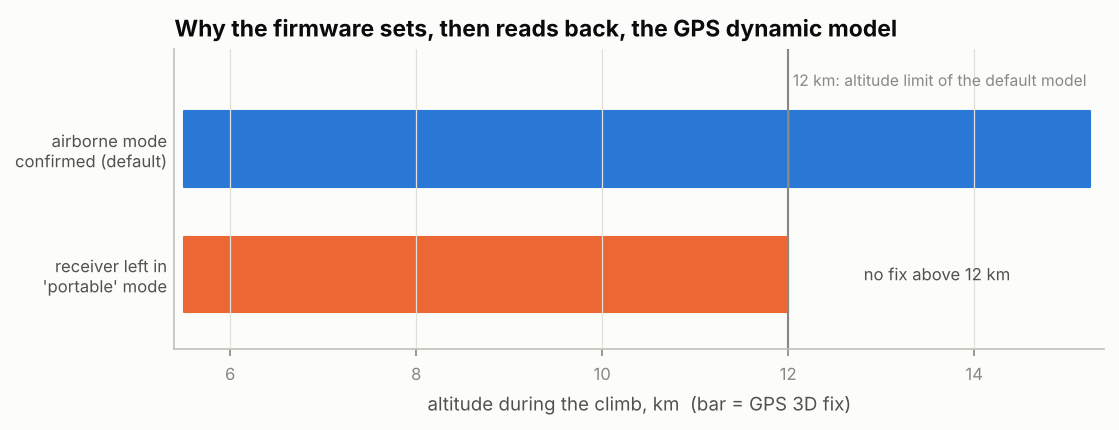 Why the firmware sets, then reads back, the GPS dynamic model
12 km: altitude limit of the default model
airborne mode
confirmed (default)
receiver left in
'portable' mode
no fix above 12 km
6 8 10 12 14
altitude during the climb, km (bar = GPS 3D fix)